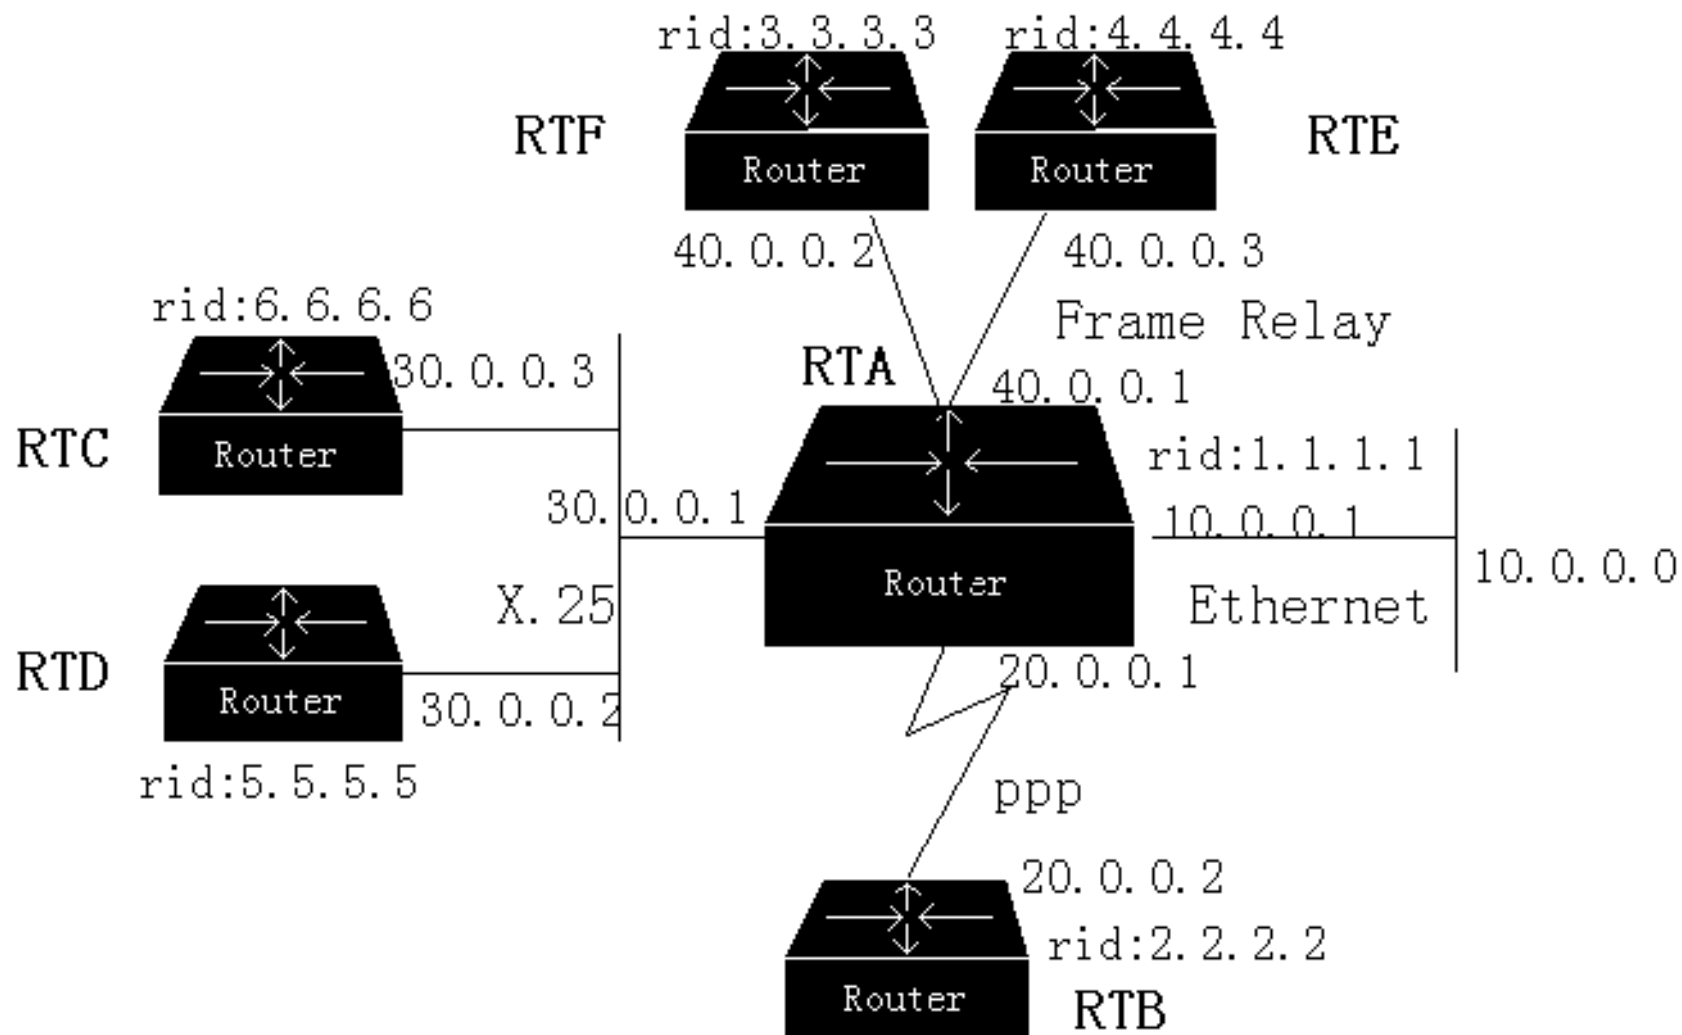 rid:3.3.3.3
rid:4.4.4.4
RTF
Router
Router
RTE
40.0.0.2
40.0.0.3
rid:6.6.6.6
Frame Relay
30.0.0.3
RTA
40.0.0.1
RTC
Router
rid:1.1.1.1
30.0.0.1
10.0.0.1
10.0.0.0
X.25
Router
Ethernet
RTD
Router
30.0.0.2
20.0.0.1
rid:5.5.5.5
ppp
20.0.0.2
rid:2.2.2.2
Router
RTB